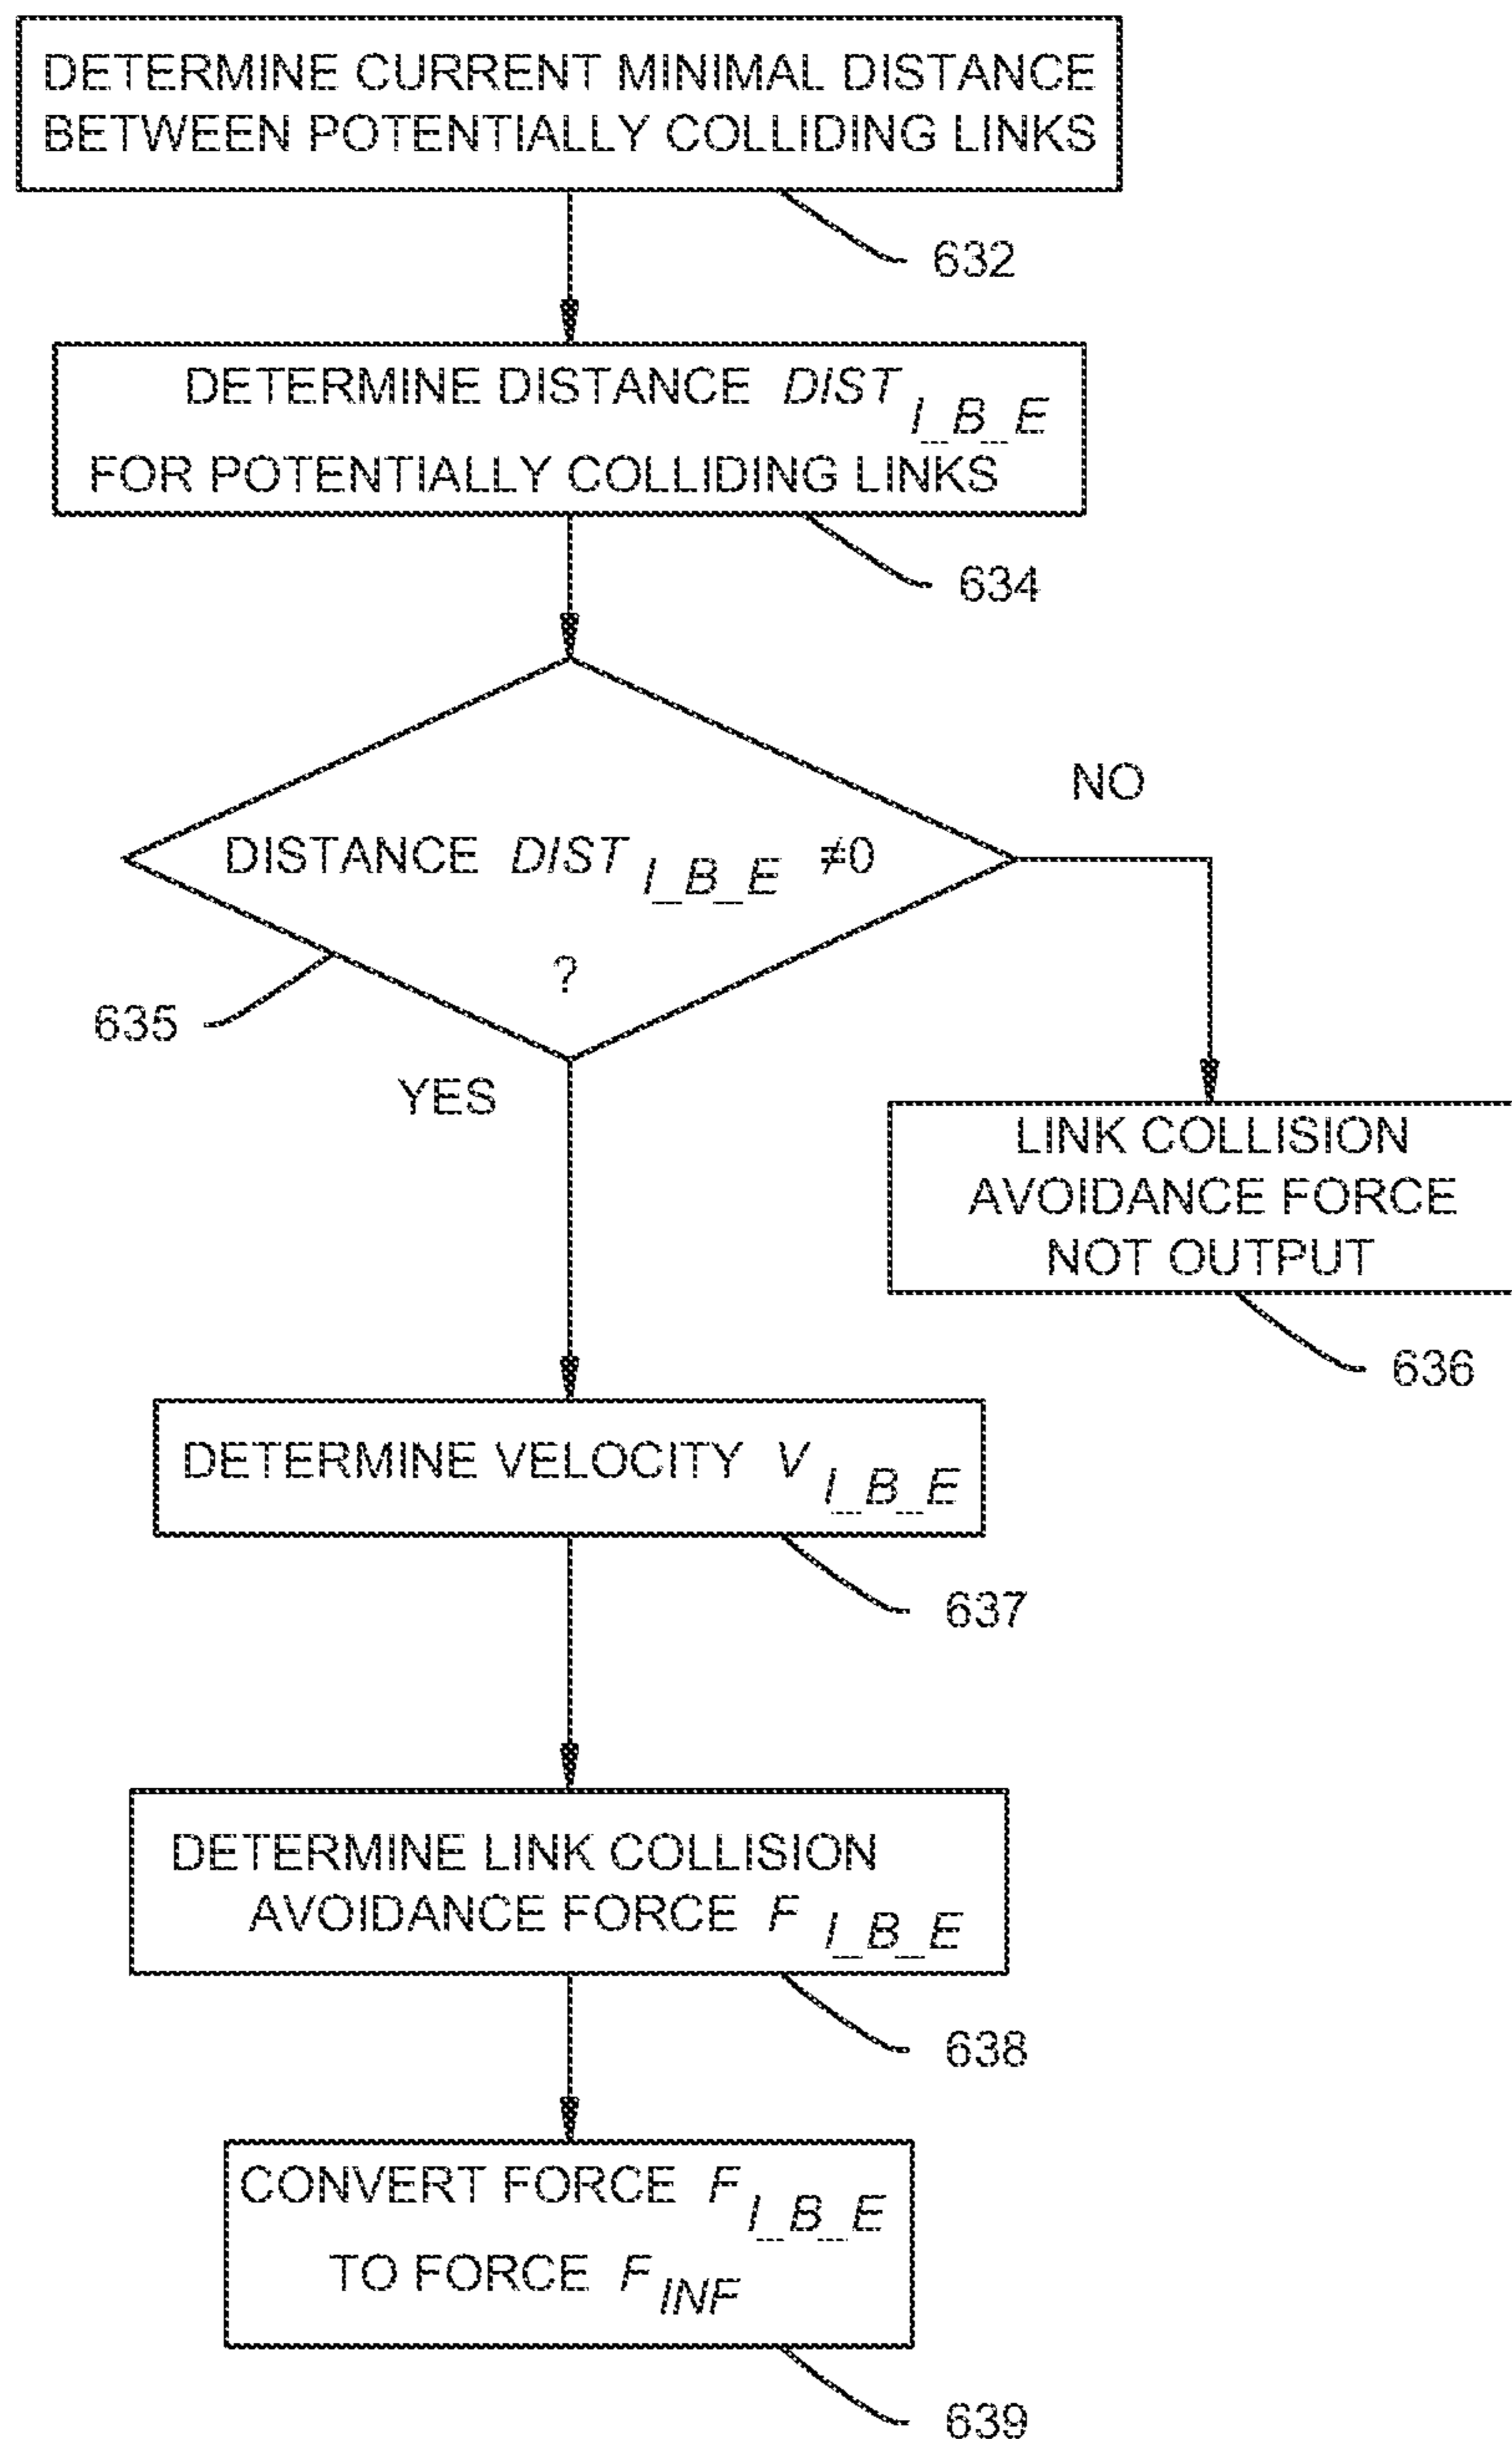 DETERMINE CURRENT MINIMAL DISTANCE
BETWEEN POTENTIALLY COLLIDING LINKS
632
DETERMINE DISTANCE DIST I_B_E
FOR POTENTIALLY COLLIDING LINKS
634
NO
DISTANCE DIST I_B_E ≠0
?
635
YES
LINK COLLISION
AVOIDANCE FORCE
NOT OUTPUT
636
DETERMINE VELOCITY V I_B_E
637
DETERMINE LINK COLLISION
AVOIDANCE FORCE F I_B_E
638
CONVERT FORCE F I_B_E
TO FORCE F INF
639